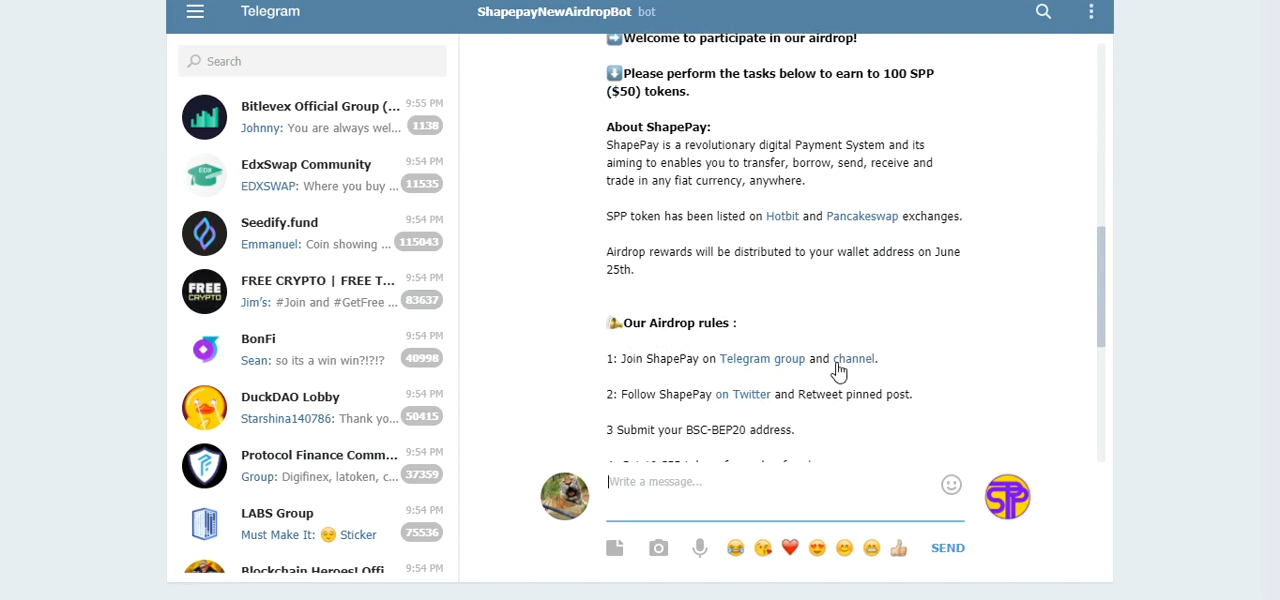 Telegram
ShapepayNewAirdropBot bot
Search
Bitlevex Official Group (... 9:55 PM
Johnny: You are always wel... 1138
EdxSwap Community 9:54 PM
EDXSWAP: Where you buy ... 11535
Seedify.fund 9:54 PM
Emmanuel: Coin showing ... 115043
FREE CRYPTO | FREE T... 9:54 PM
Jim's: #Join and #GetFree ... 83637
BonFi 9:54 PM
Sean: so its a win win?!?!? 40998
DuckDAO Lobby 9:54 PM
Starshina140786: Thank yo... 50415
Protocol Finance Comm... 9:54 PM
Group: Digifinex, latoken, c... 37359
LABS Group 9:54 PM
Must Make It: 😌 Sticker 75536
Blockchain Heroes! Offi 9:54 PM
EDX
FREE
CRYPTO
➡️Welcome to participate in our airdrop!
⬇️Please perform the tasks below to earn to 100 SPP
($50) tokens.
About ShapePay:
ShapePay is a revolutionary digital Payment System and its
aiming to enables you to transfer, borrow, send, receive and
trade in any fiat currency, anywhere.
SPP token has been listed on Hotbit and Pancakeswap exchanges.
Airdrop rewards will be distributed to your wallet address on June
25th.
Our Airdrop rules :
1: Join ShapePay on Telegram group and channel.
2: Follow ShapePay on Twitter and Retweet pinned post.
3 Submit your BSC-BEP20 address.
Write a message...
SPP
SEND